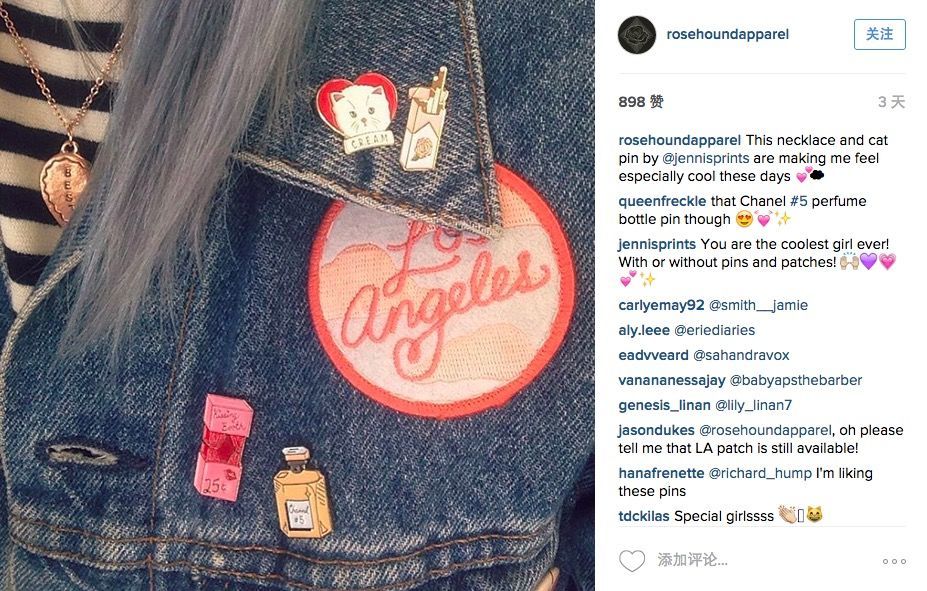 BEST
CREAM
Los
Angeles
Kissing
Booth
25¢
Chanel
#5
rosehoundapparel
关注
898 赞
3 天
rosehoundapparel This necklace and cat
pin by @jennisprints are making me feel
especially cool these days 💕☁
queenfreckle that Chanel #5 perfume
bottle pin though 😍💓✨
jennisprints You are the coolest girl ever!
With or without pins and patches! 🙌🏼💜💗
💕✨
carlyemay92 @smith__jamie
aly.leee @eriediaries
eadvveard @sahandravox
vanananessajay @babyapsthebarber
genesis_linan @lily_linan7
jasondukes @rosehoundapparel, oh please
tell me that LA patch is still available!
hanafrenette @richard_hump I'm liking
these pins
tdckilas Special girlssss 👏🏼😸
添加评论...